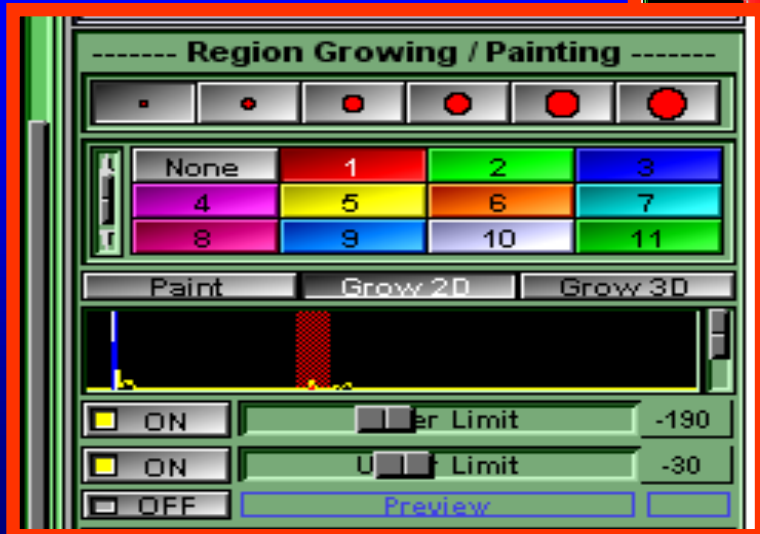 ------- Region Growing / Painting -------
None 1 2 3
4 5 6 7
8 9 10 11
Paint Grow 2D Grow 3D
ON Limit -190
ON Limit -30
OFF Preview